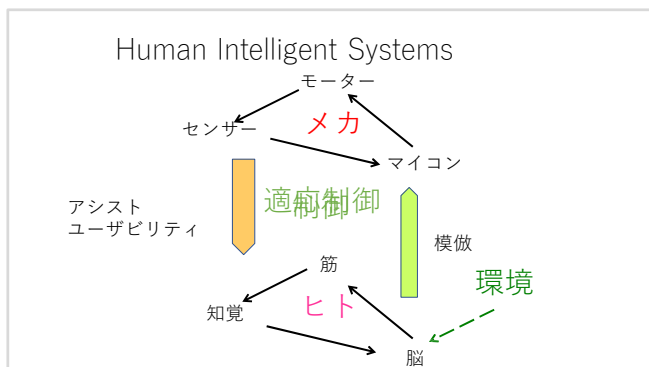 Human Intelligent Systems
モーター
センサー
メカ
マイコン
適応制御
制御
アシスト
ユーザビリティ
模倣
筋
環境
知覚
ヒト
脳